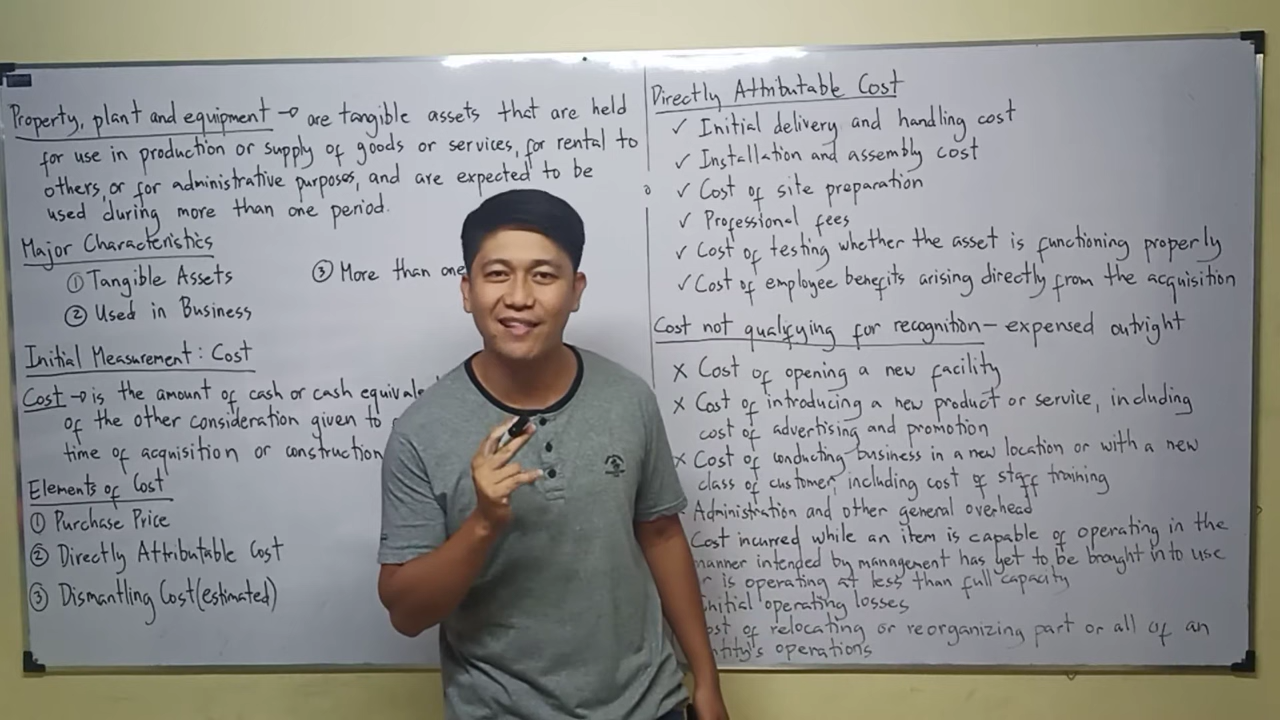 Property, plant and equipment → are tangible assets that are held
for use in production or supply of goods or services, for rental to
others, or for administrative purposes, and are expected to be
used during more than one period.
Major Characteristics
① Tangible Assets
② Used in Business
③ More than one
Initial Measurement: Cost
Cost → is the amount of cash or cash
of the other consideration given to
time of acquisition or construction
Elements of Cost
① Purchase Price
② Directly Attributable Cost
③ Dismantling Cost (estimated)
Directly Attributable Cost
✓ Initial delivery and handling cost
✓ Installation and assembly cost
✓ Cost of site preparation
✓ Professional fees
✓ Cost of testing whether the asset is functioning properly
✓ Cost of employee benefits arising directly from the acquisition
Cost not qualifying for recognition - expensed outright
x Cost of opening a new facility
x Cost of introducing a new product or service, including
cost of advertising and promotion
x Cost of conducting business in a new location or with a new
class of customer, including cost of staff training
Administration and other general overhead
Cost incurred while an item is capable of operating in the
intended by management has yet to be brought into use
is operating at less than full capacity
operating losses
of relocating or reorganizing part or all of an
operations